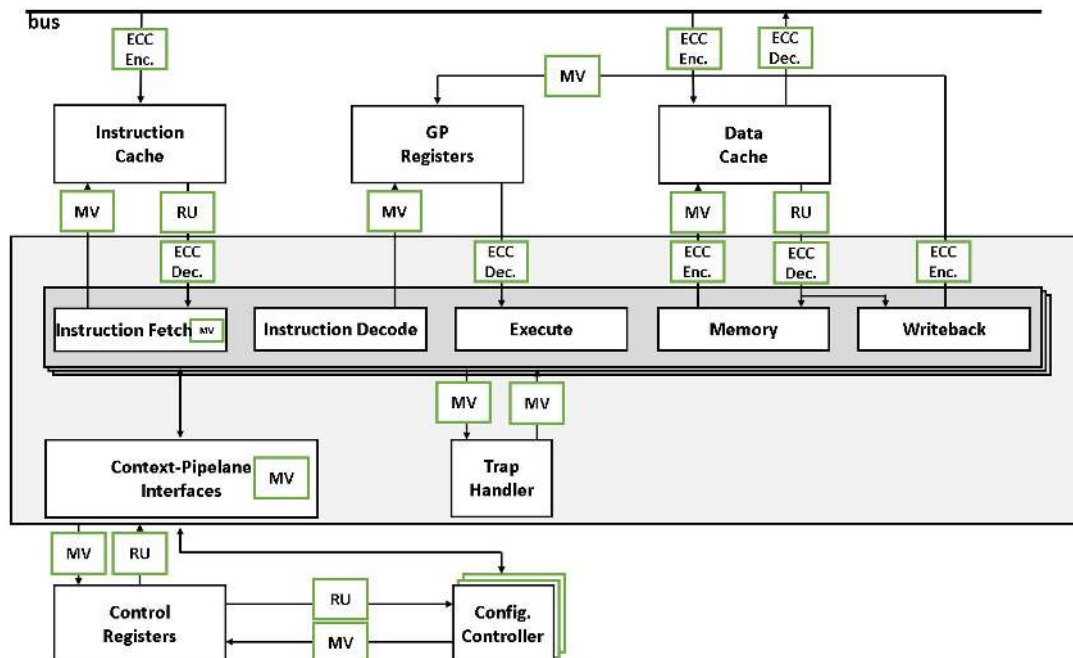 bus
ECC
Enc.
ECC
Enc.
ECC
Dec.
MV
Instruction
Cache
GP
Registers
Data
Cache
MV
RU
MV
MV
RU
ECC
Dec.
ECC
Dec.
ECC
Enc.
ECC
Dec.
ECC
Enc.
Instruction Fetch MV
Instruction Decode
Execute
Memory
Writeback
MV
MV
Context-Pipelane
Interfaces
MV
Trap
Handler
MV
RU
Control
Registers
RU
MV
Config.
Controller